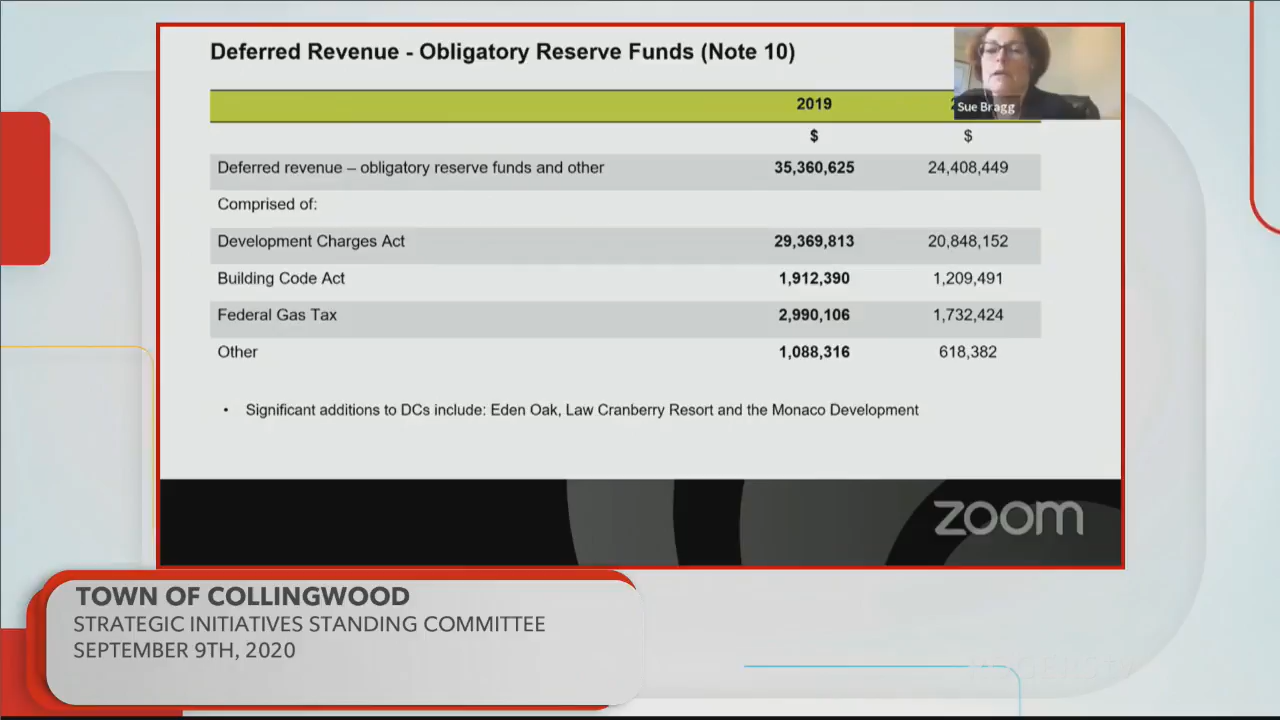 Deferred Revenue - Obligatory Reserve Funds (Note 10)
Sue Bragg
2019
$ $
Deferred revenue – obligatory reserve funds and other 35,360,625 24,408,449
Comprised of:
Development Charges Act 29,369,813 20,848,152
Building Code Act 1,912,390 1,209,491
Federal Gas Tax 2,990,106 1,732,424
Other 1,088,316 618,382
• Significant additions to DCs include: Eden Oak, Law Cranberry Resort and the Monaco Development
zoom
TOWN OF COLLINGWOOD
STRATEGIC INITIATIVES STANDING COMMITTEE
SEPTEMBER 9TH, 2020